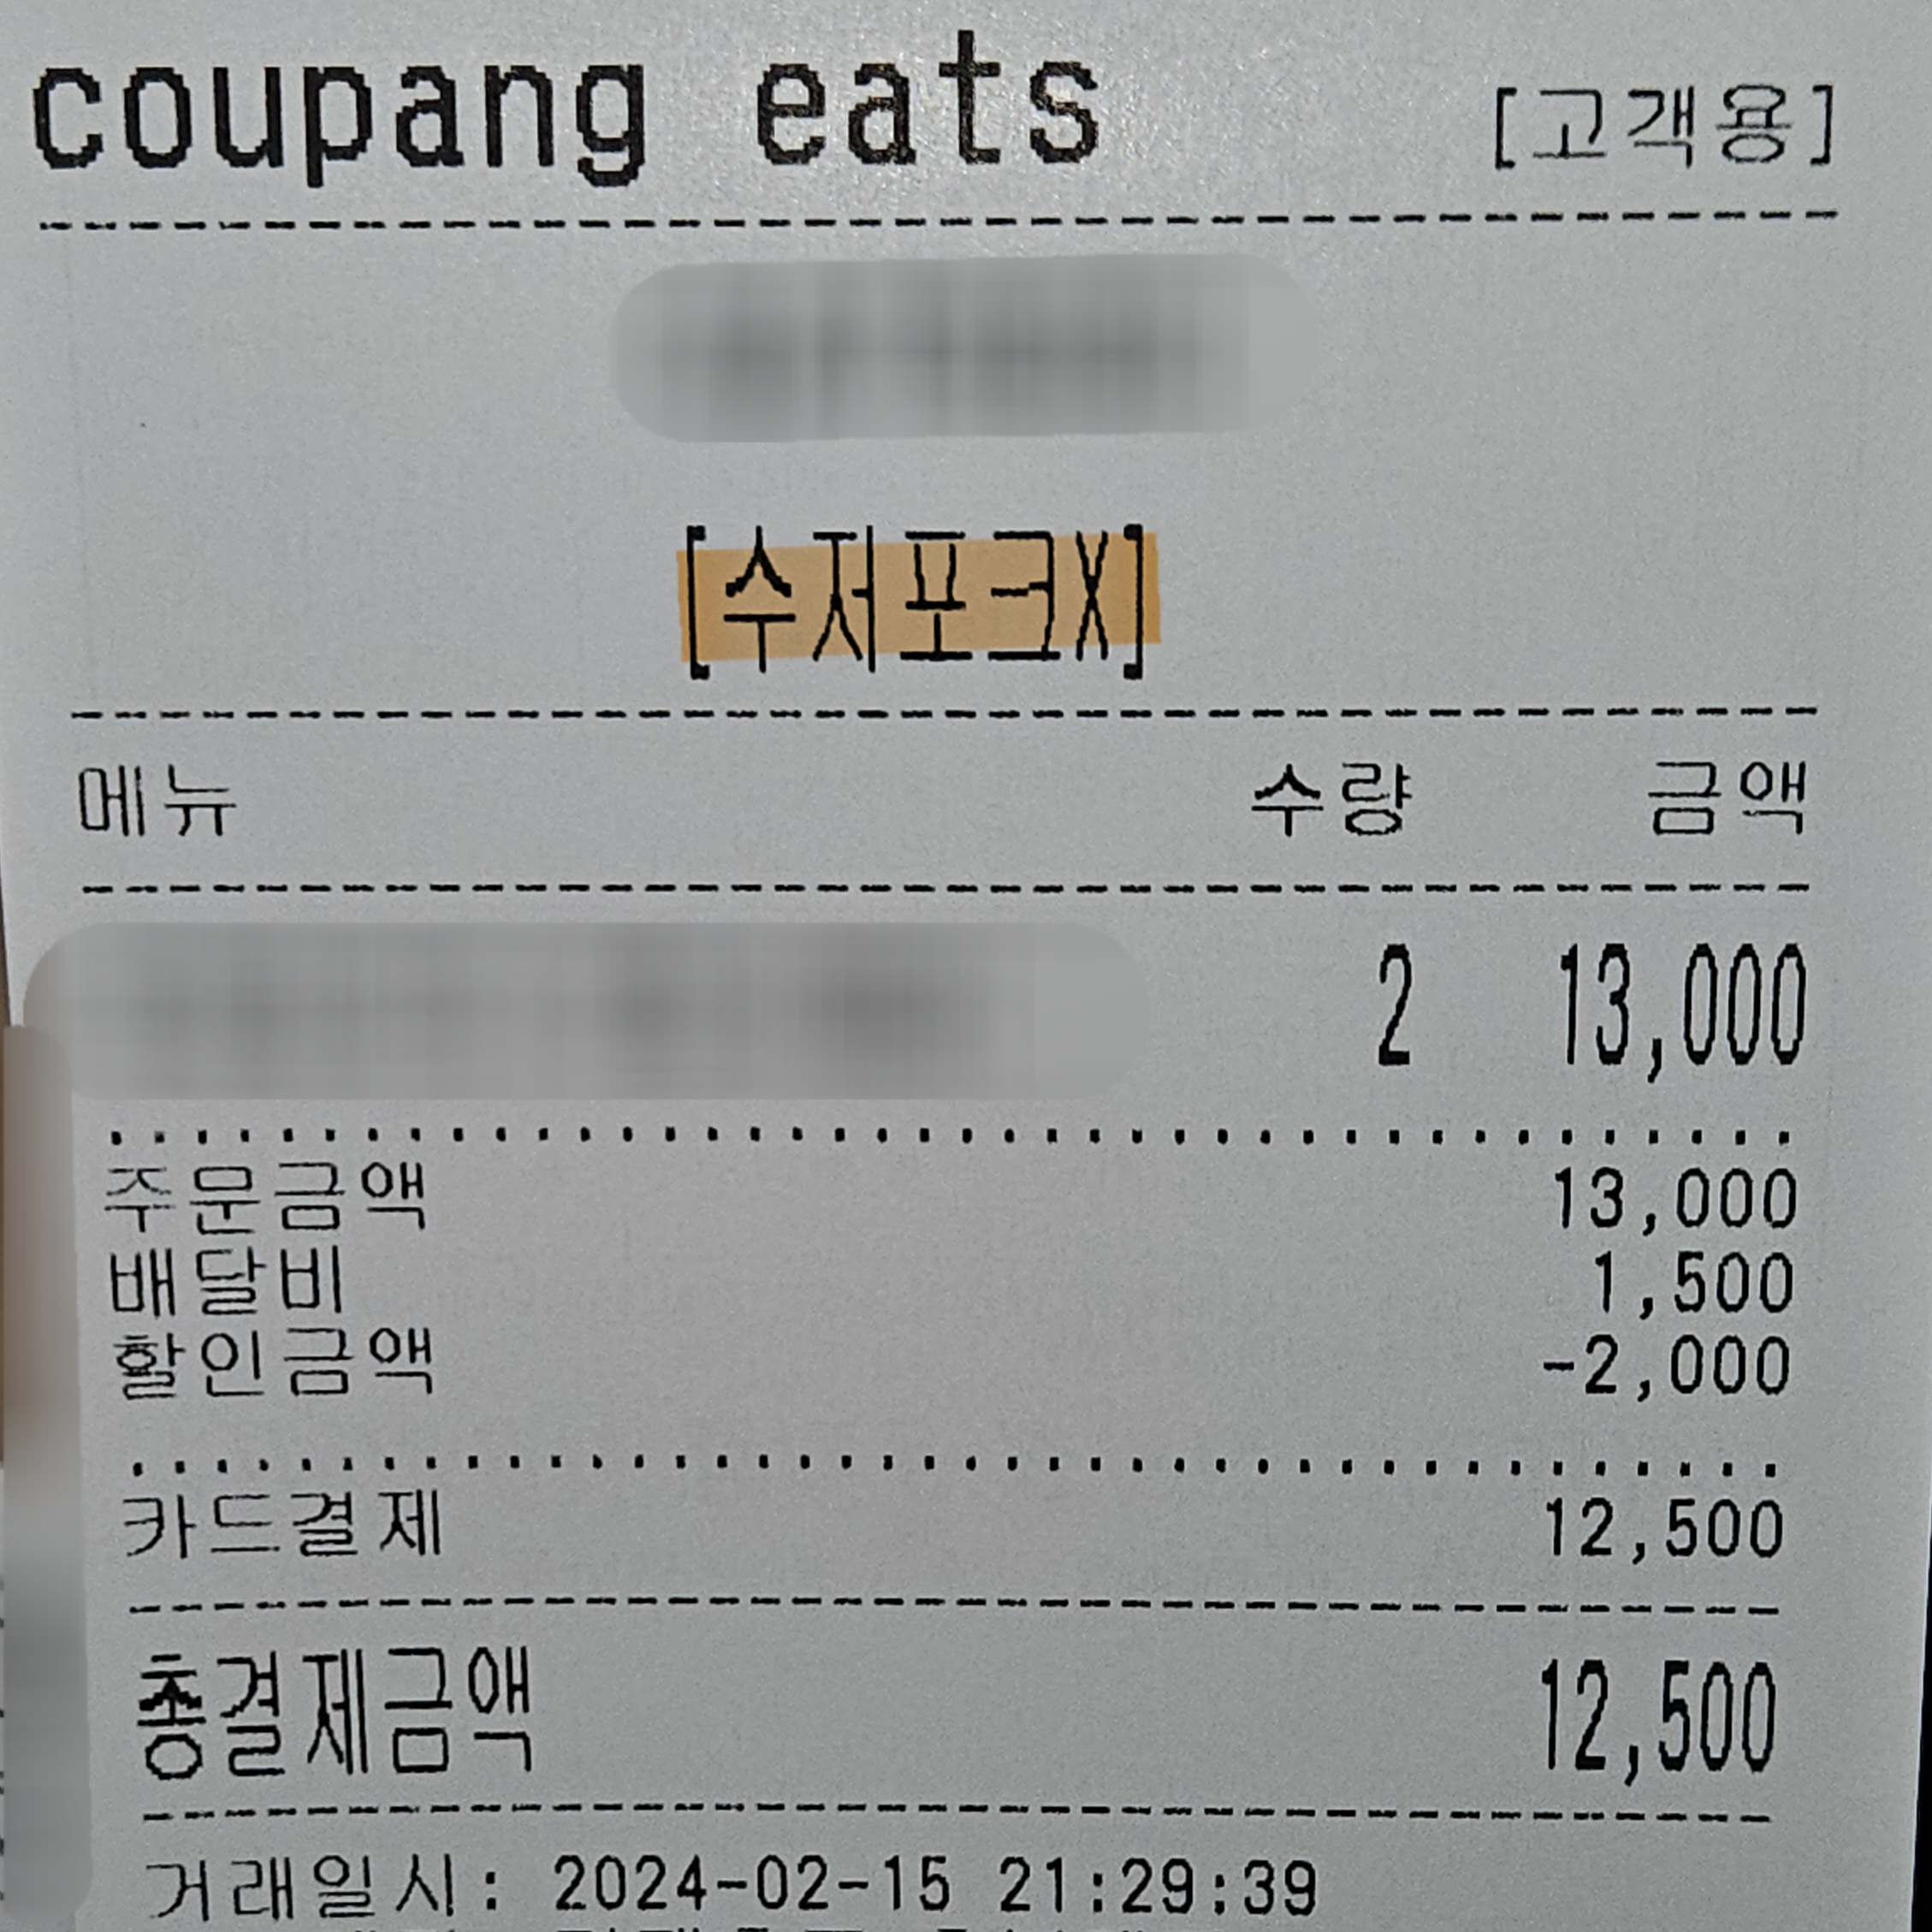 coupang eats [고객용]
[수저포크X]
메뉴 수량 금액
2 13,000
주문금액 13,000
배달비 1,500
할인금액 -2,000
카드결제 12,500
총결제금액 12,500
거래일시: 2024-02-15 21:29:39